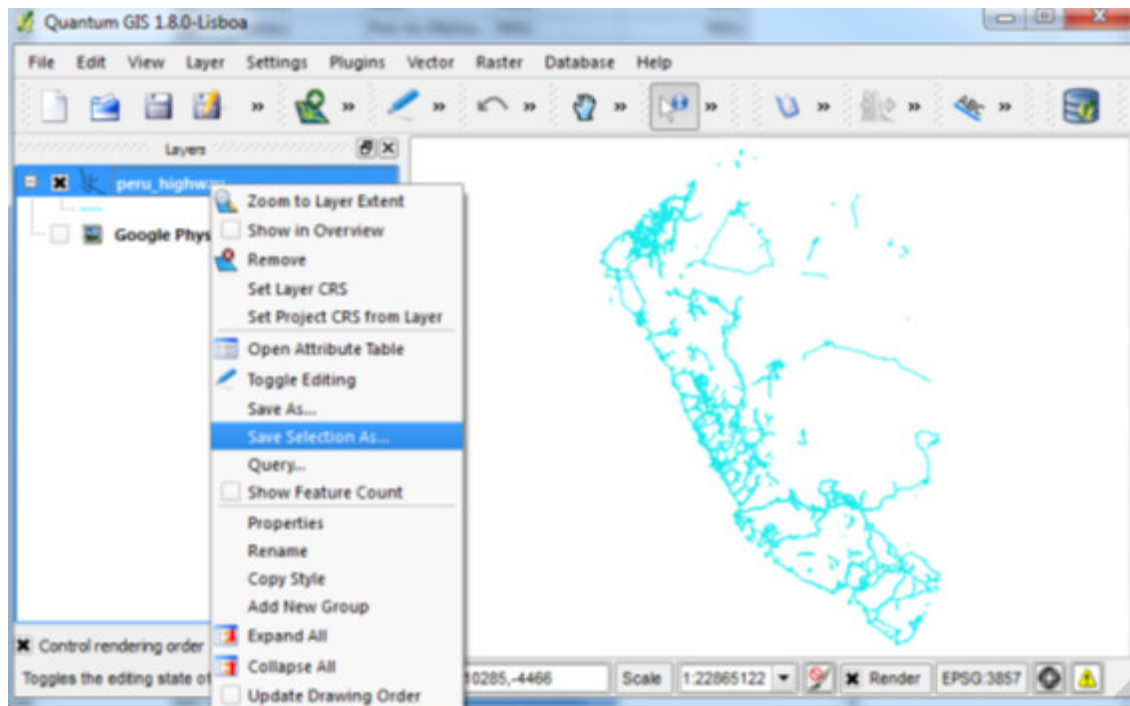 Quantum GIS 1.8.0-Lisboa
File Edit View Layer Settings Plugins Vector Raster Database Help
» » » » » » » » ABC »
Layers
peru_highway
Google Phys
Zoom to Layer Extent
Show in Overview
Remove
Set Layer CRS
Set Project CRS from Layer
Open Attribute Table
Toggle Editing
Save As...
Save Selection As...
Query...
Show Feature Count
Properties
Rename
Copy Style
Add New Group
Expand All
Collapse All
Update Drawing Order
Control rendering order
Toggles the editing state of 10285,-4466 Scale 1:22865122 Render EPSG:3857